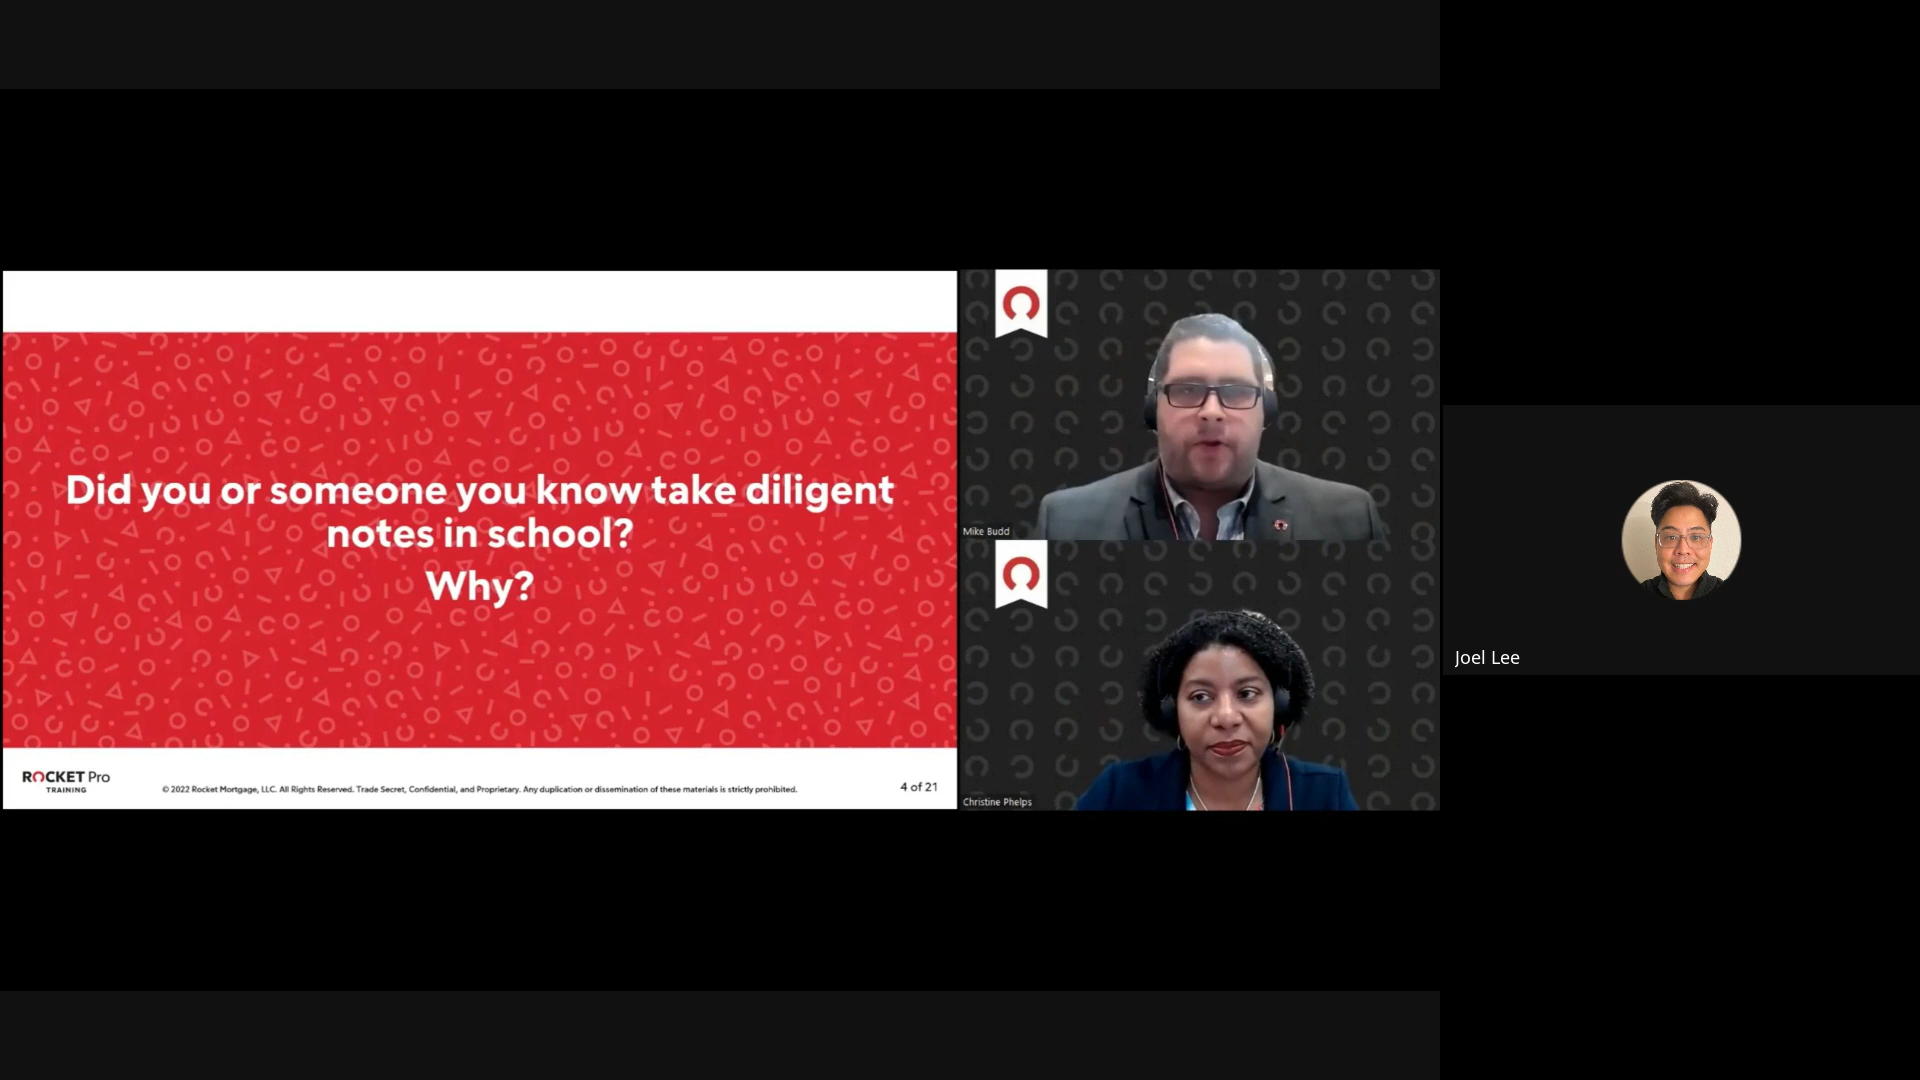 Did you or someone you know take diligent
notes in school?
Why?
ROCKET Pro
TRAINING
© 2022 Rocket Mortgage, LLC. All Rights Reserved. Trade Secret, Confidential, and Proprietary. Any duplication or dissemination of these materials is strictly prohibited.
4 of 21
Mike Budd
Christine Phelps
Joel Lee